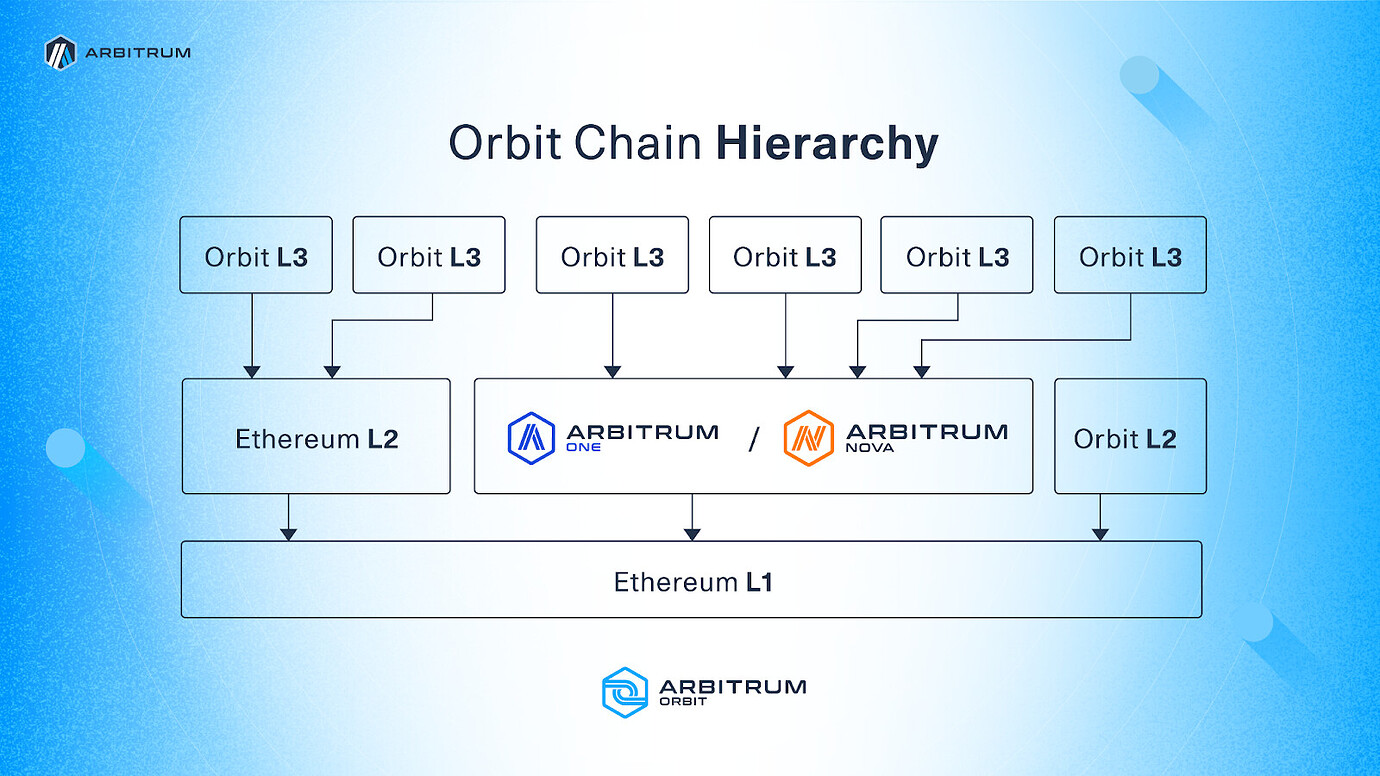 ARBITRUM
Orbit Chain Hierarchy
Orbit L3
Orbit L3
Orbit L3
Orbit L3
Orbit L3
Orbit L3
Ethereum L2
ARBITRUM
ONE
/
ARBITRUM
NOVA
Orbit L2
Ethereum L1
ARBITRUM
ORBIT